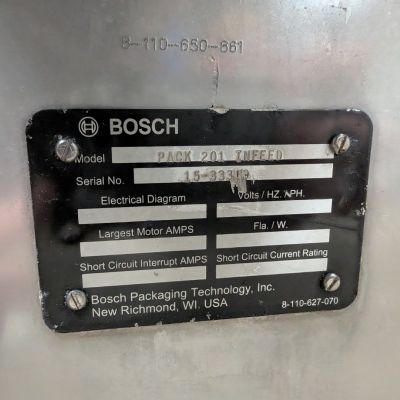 8-110-650-861
BOSCH
Model PACK 201 INFEED
Serial No.
Electrical Diagram Volts / HZ. /PH.
Largest Motor AMPS Fla. / W.
Short Circuit Interrupt AMPS Short Circuit Current Rating
Bosch Packaging Technology, Inc.
New Richmond, WI. USA 8-110-627-070